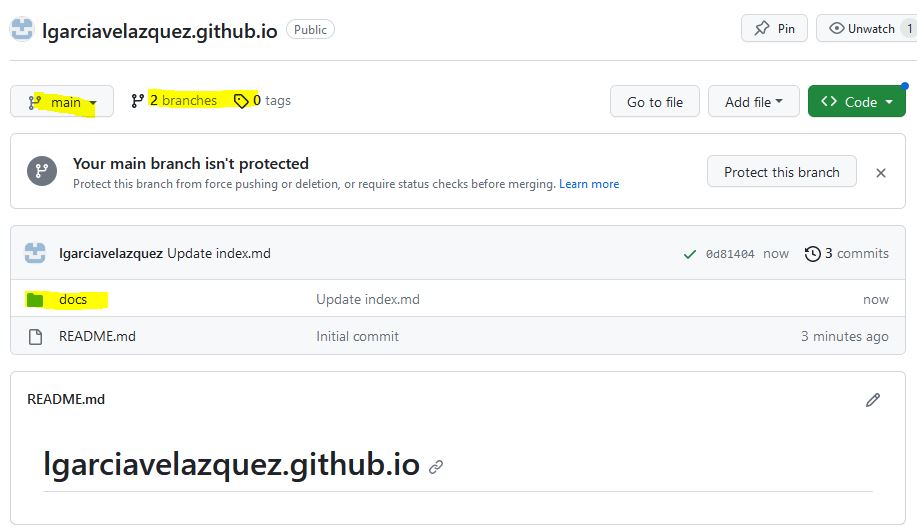 lgarciavelazquez.github.io Public Pin Unwatch 1
main 2 branches 0 tags Go to file Add file Code
Your main branch isn't protected
Protect this branch from force pushing or deletion, or require status checks before merging. Learn more
Protect this branch
lgarciavelazquez Update index.md 0d81404 now 3 commits
docs Update index.md now
README.md Initial commit 3 minutes ago
README.md
lgarciavelazquez.github.io